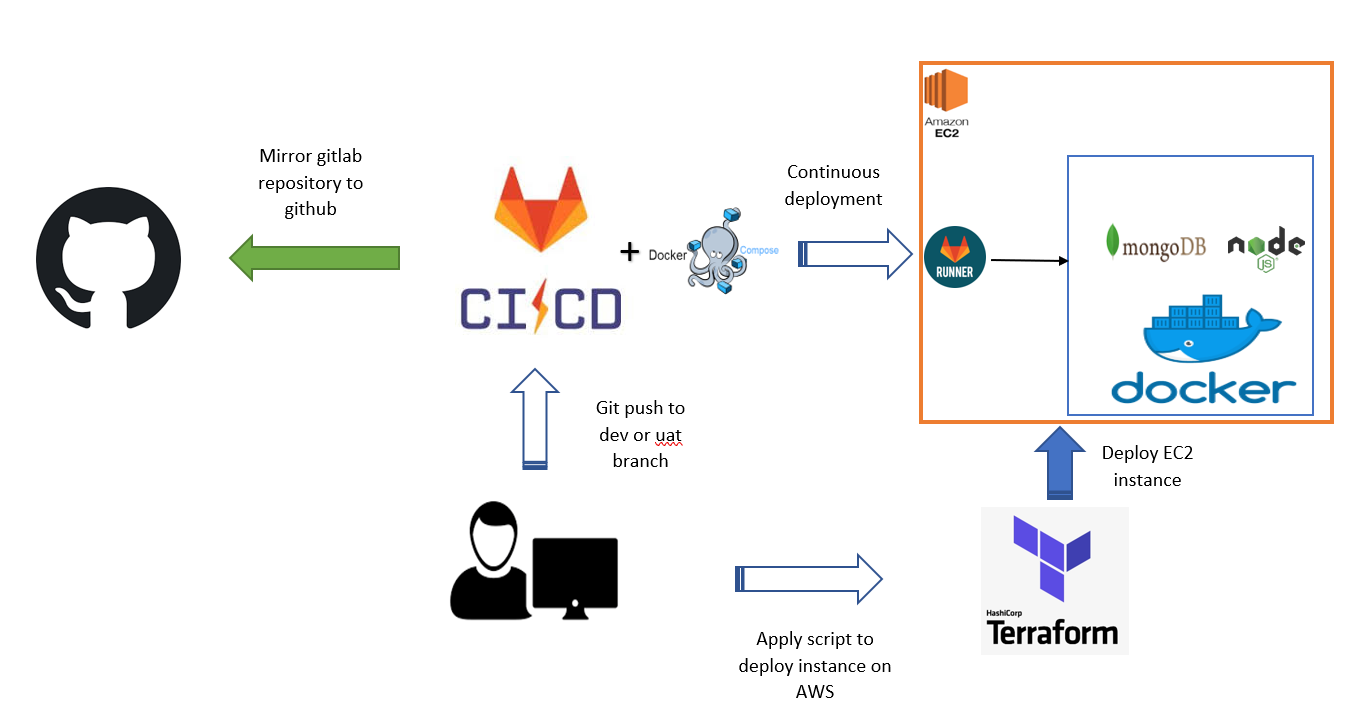 Amazon
EC2
Mirror gitlab
repository to
github
Continuous
deployment
CI CD
+
Docker
Compose
RUNNER
mongoDB
node
JS
docker
Git push to
dev or uat
branch
Deploy EC2
instance
Apply script to
deploy instance on
AWS
HashiCorp
Terraform